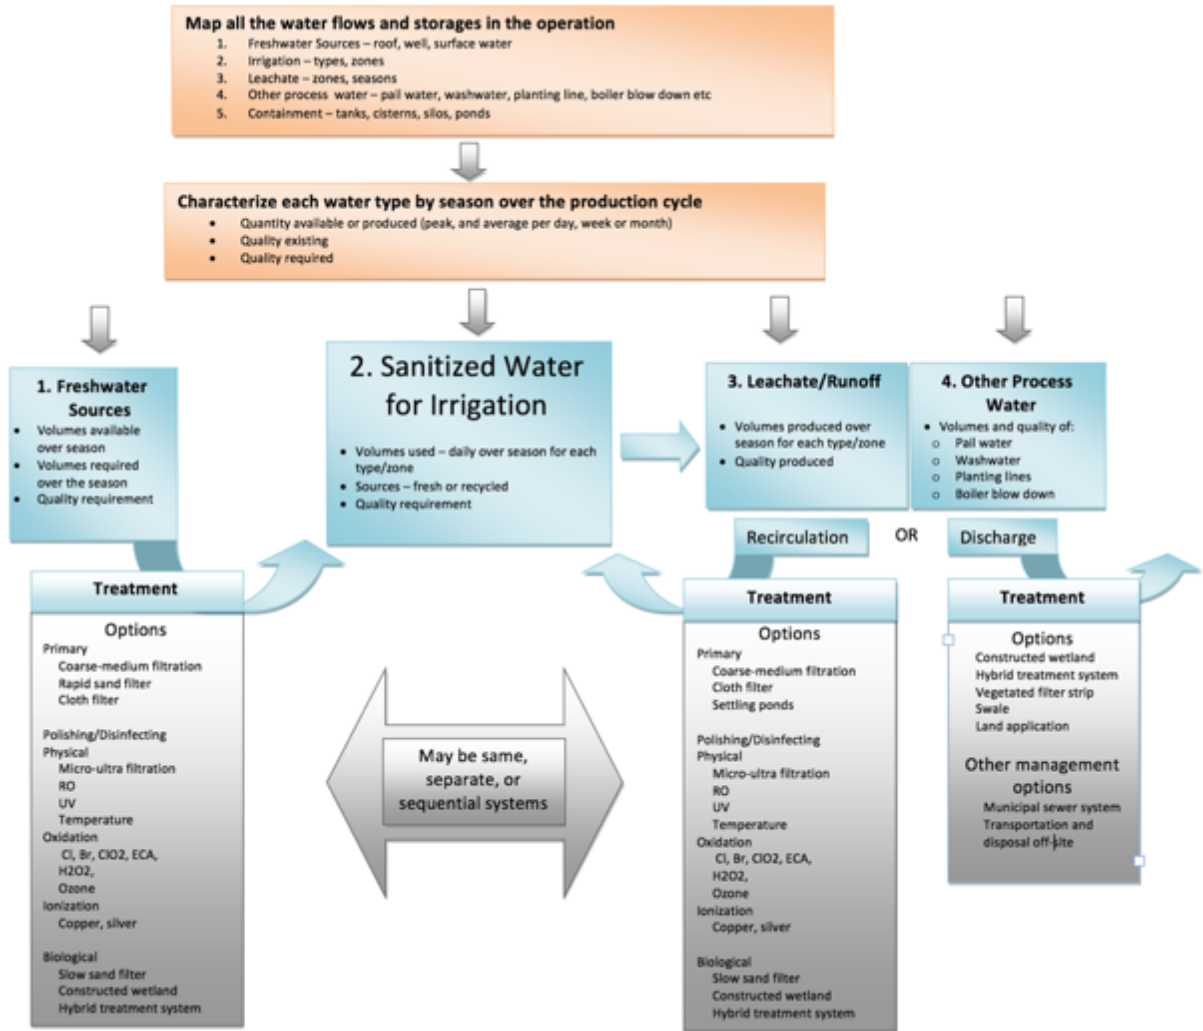 Map all the water flows and storages in the operation
1. Freshwater Sources – roof, well, surface water
2. Irrigation – types, zones
3. Leachate – zones, seasons
4. Other process water – pail water, washwater, planting line, boiler blow down etc
5. Containment – tanks, cisterns, silos, ponds
Characterize each water type by season over the production cycle
• Quantity available or produced (peak, and average per day, week or month)
• Quality existing
• Quality required
1. Freshwater
Sources
• Volumes available
over season
• Volumes required
over the season
• Quality requirement
2. Sanitized Water
for Irrigation
• Volumes used – daily over season for each
type/zone
• Sources – fresh or recycled
• Quality requirement
3. Leachate/Runoff
• Volumes produced over
season for each type/zone
• Quality produced
4. Other Process
Water
• Volumes and quality of:
o Pail water
o Washwater
o Planting lines
o Boiler blow down
Recirculation
OR
Discharge
Treatment
Options
Primary
Coarse-medium filtration
Rapid sand filter
Cloth filter
Polishing/Disinfecting
Physical
Micro-ultra filtration
RO
UV
Temperature
Oxidation
Cl, Br, ClO2, ECA,
H2O2,
Ozone
Ionization
Copper, silver
Biological
Slow sand filter
Constructed wetland
Hybrid treatment system
May be same,
separate, or
sequential systems
Treatment
Options
Primary
Coarse-medium filtration
Cloth filter
Settling ponds
Polishing/Disinfecting
Physical
Micro-ultra filtration
RO
UV
Temperature
Oxidation
Cl, Br, ClO2, ECA,
H2O2,
Ozone
Ionization
Copper, silver
Biological
Slow sand filter
Constructed wetland
Hybrid treatment system
Treatment
Options
Constructed wetland
Hybrid treatment system
Vegetated filter strip
Swale
Land application
Other management
options
Municipal sewer system
Transportation and
disposal off-site